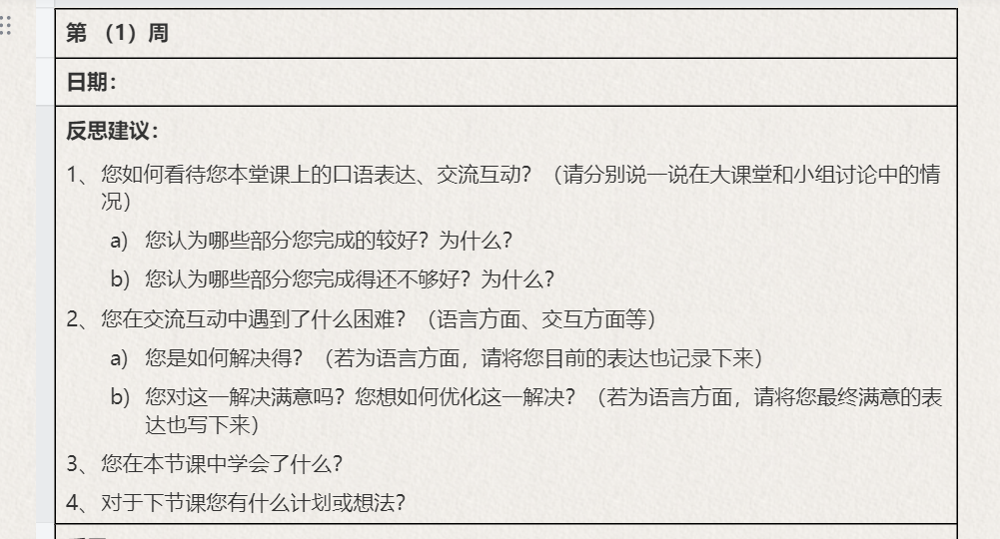 第 （1）周
日期：
反思建议：
1、您如何看待您本堂课上的口语表达、交流互动？（请分别说一说在大课堂和小组讨论中的情
况）
a) 您认为哪些部分您完成的较好？为什么？
b) 您认为哪些部分您完成得还不够好？为什么？
2、您在交流互动中遇到了什么困难？（语言方面、交互方面等）
a) 您是如何解决得？（若为语言方面，请将您目前的表达也记录下来）
b) 您对这一解决满意吗？您想如何优化这一解决？（若为语言方面，请将您最终满意的表
达也写下来）
3、您在本节课中学会了什么？
4、对于下节课您有什么计划或想法？